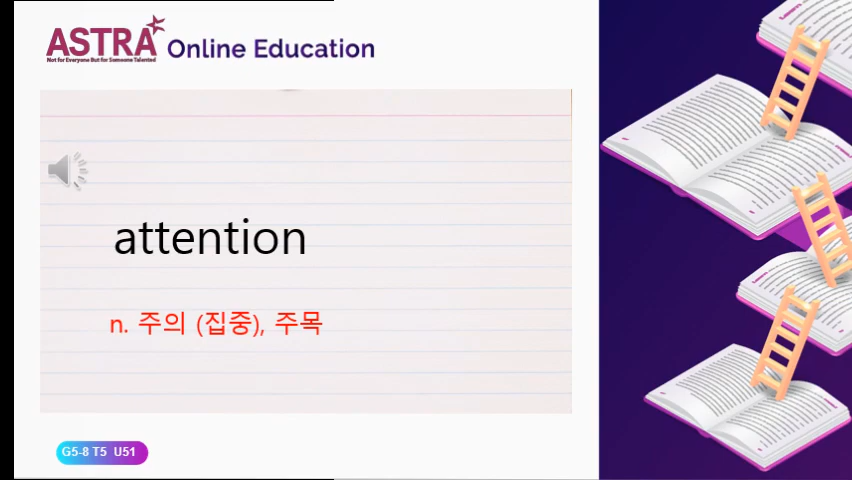 ASTRA Online Education
Not for Everyone But for Someone Talented
attention
n. 주의 (집중), 주목
G5-8 T5 U51